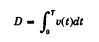 D = ∫₀ᵀ v(t)dt